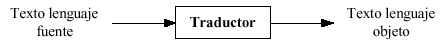 Texto lenguaje
fuente
Traductor
Texto lenguaje
objeto